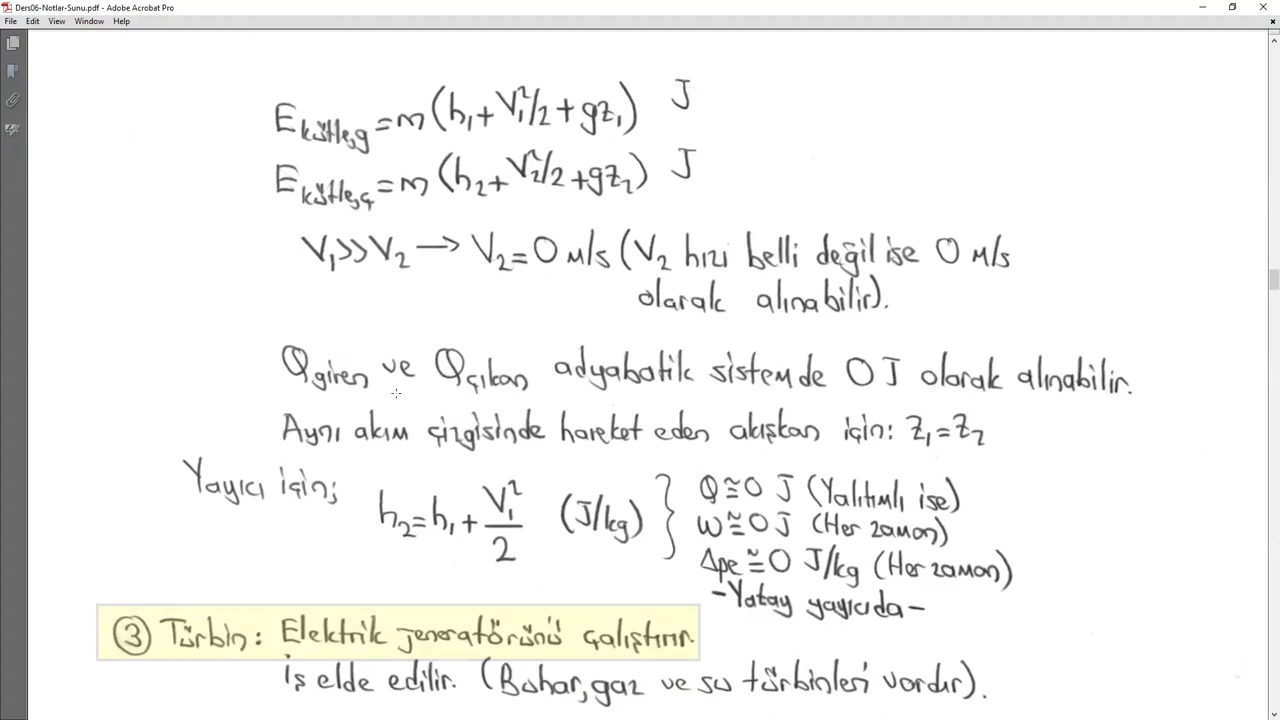 Ders06-Notlar-Sunu.pdf - Adobe Acrobat Pro
File Edit View Window Help
E kütle,g = m (h₁ + V₁²/2 + gz₁) J
E kütle,ç = m (h₂ + V₂²/2 + gz₂) J
V₁>>V₂ → V₂ = 0 m/s (V₂ hızı belli değil ise 0 m/s
olarak alınabilir).
Qgiren ve Qçıkan adyabatik sistemde 0 J olarak alınabilir.
Aynı akım çizgisinde hareket eden akışkan için: z₁ = z₂
Yayıcı için;
h₂ = h₁ + V₁²/2 (J/kg) }
Q ≅ 0 J (Yalıtımlı ise)
W ≅ 0 J (Her zaman)
Δpe ≅ 0 J/kg (Her zaman)
-Yatay yayıcıda-
③ Türbin: Elektrik jeneratörünü çalıştırır.
İş elde edilir. (Buhar, gaz ve su türbinleri vardır).